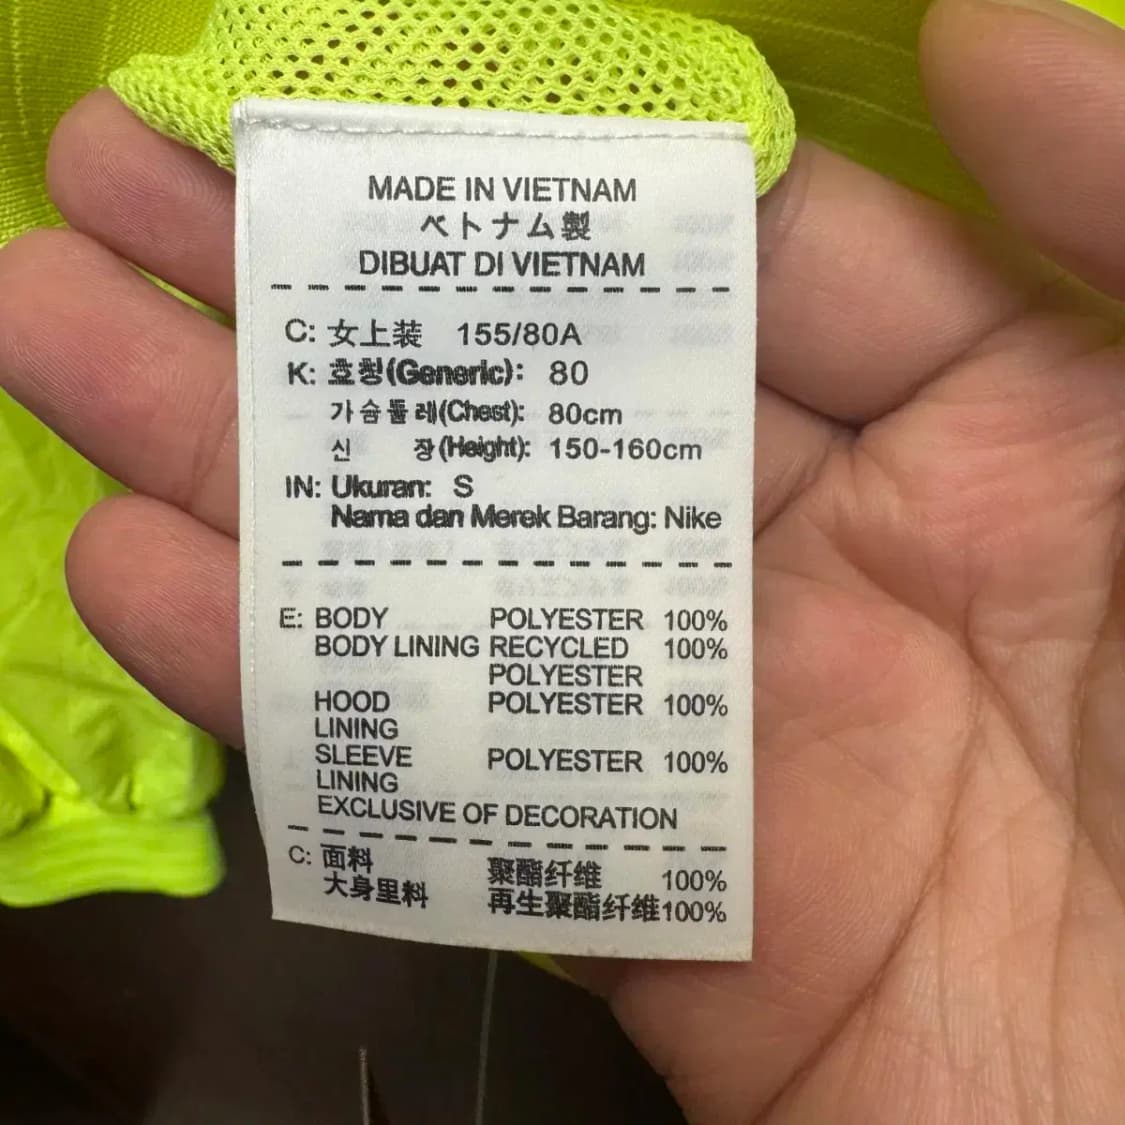 MADE IN VIETNAM
ベトナム製
DIBUAT DI VIETNAM
C: 女上装 155/80A
K: 호칭(Generic): 80
가슴둘레(Chest): 80cm
신 장(Height): 150-160cm
IN: Ukuran: S
Nama dan Merek Barang: Nike
E: BODY POLYESTER 100%
BODY LINING RECYCLED 100%
POLYESTER
HOOD POLYESTER 100%
LINING
SLEEVE POLYESTER 100%
LINING
EXCLUSIVE OF DECORATION
C: 面料 聚酯纤维 100%
大身里料 再生聚酯纤维100%